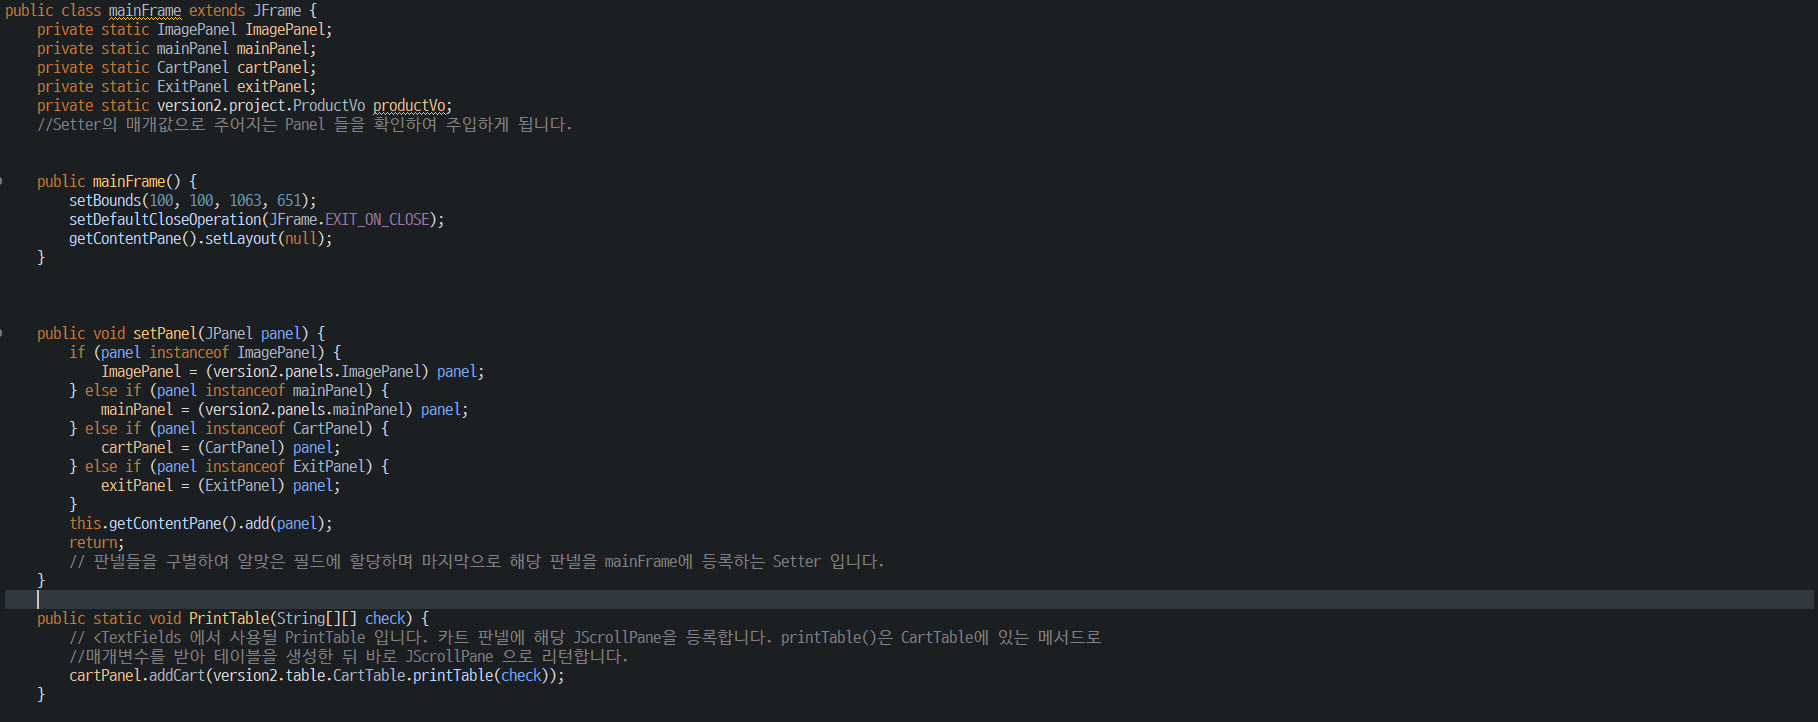 public class mainFrame extends JFrame {
private static ImagePanel ImagePanel;
private static mainPanel mainPanel;
private static CartPanel cartPanel;
private static ExitPanel exitPanel;
private static version2.project.ProductVo productVo;
//Setter의 매개값으로 주어지는 Panel 들을 확인하여 주입하게 됩니다.
public mainFrame() {
setBounds(100, 100, 1063, 651);
setDefaultCloseOperation(JFrame.EXIT_ON_CLOSE);
getContentPane().setLayout(null);
}
public void setPanel(JPanel panel) {
if (panel instanceof ImagePanel) {
ImagePanel = (version2.panels.ImagePanel) panel;
} else if (panel instanceof mainPanel) {
mainPanel = (version2.panels.mainPanel) panel;
} else if (panel instanceof CartPanel) {
cartPanel = (CartPanel) panel;
} else if (panel instanceof ExitPanel) {
exitPanel = (ExitPanel) panel;
}
this.getContentPane().add(panel);
return;
// 판넬들을 구별하여 알맞은 필드에 할당하며 마지막으로 해당 판넬을 mainFrame에 등록하는 Setter 입니다.
}
public static void PrintTable(String[][] check) {
// <TextFields 에서 사용될 PrintTable 입니다. 카트 판넬에 해당 JScrollPane을 등록합니다. printTable()은 CartTable에 있는 메서드로
//매개변수를 받아 테이블을 생성한 뒤 바로 JScrollPane 으로 리턴합니다.
cartPanel.addCart(version2.table.CartTable.printTable(check));
}